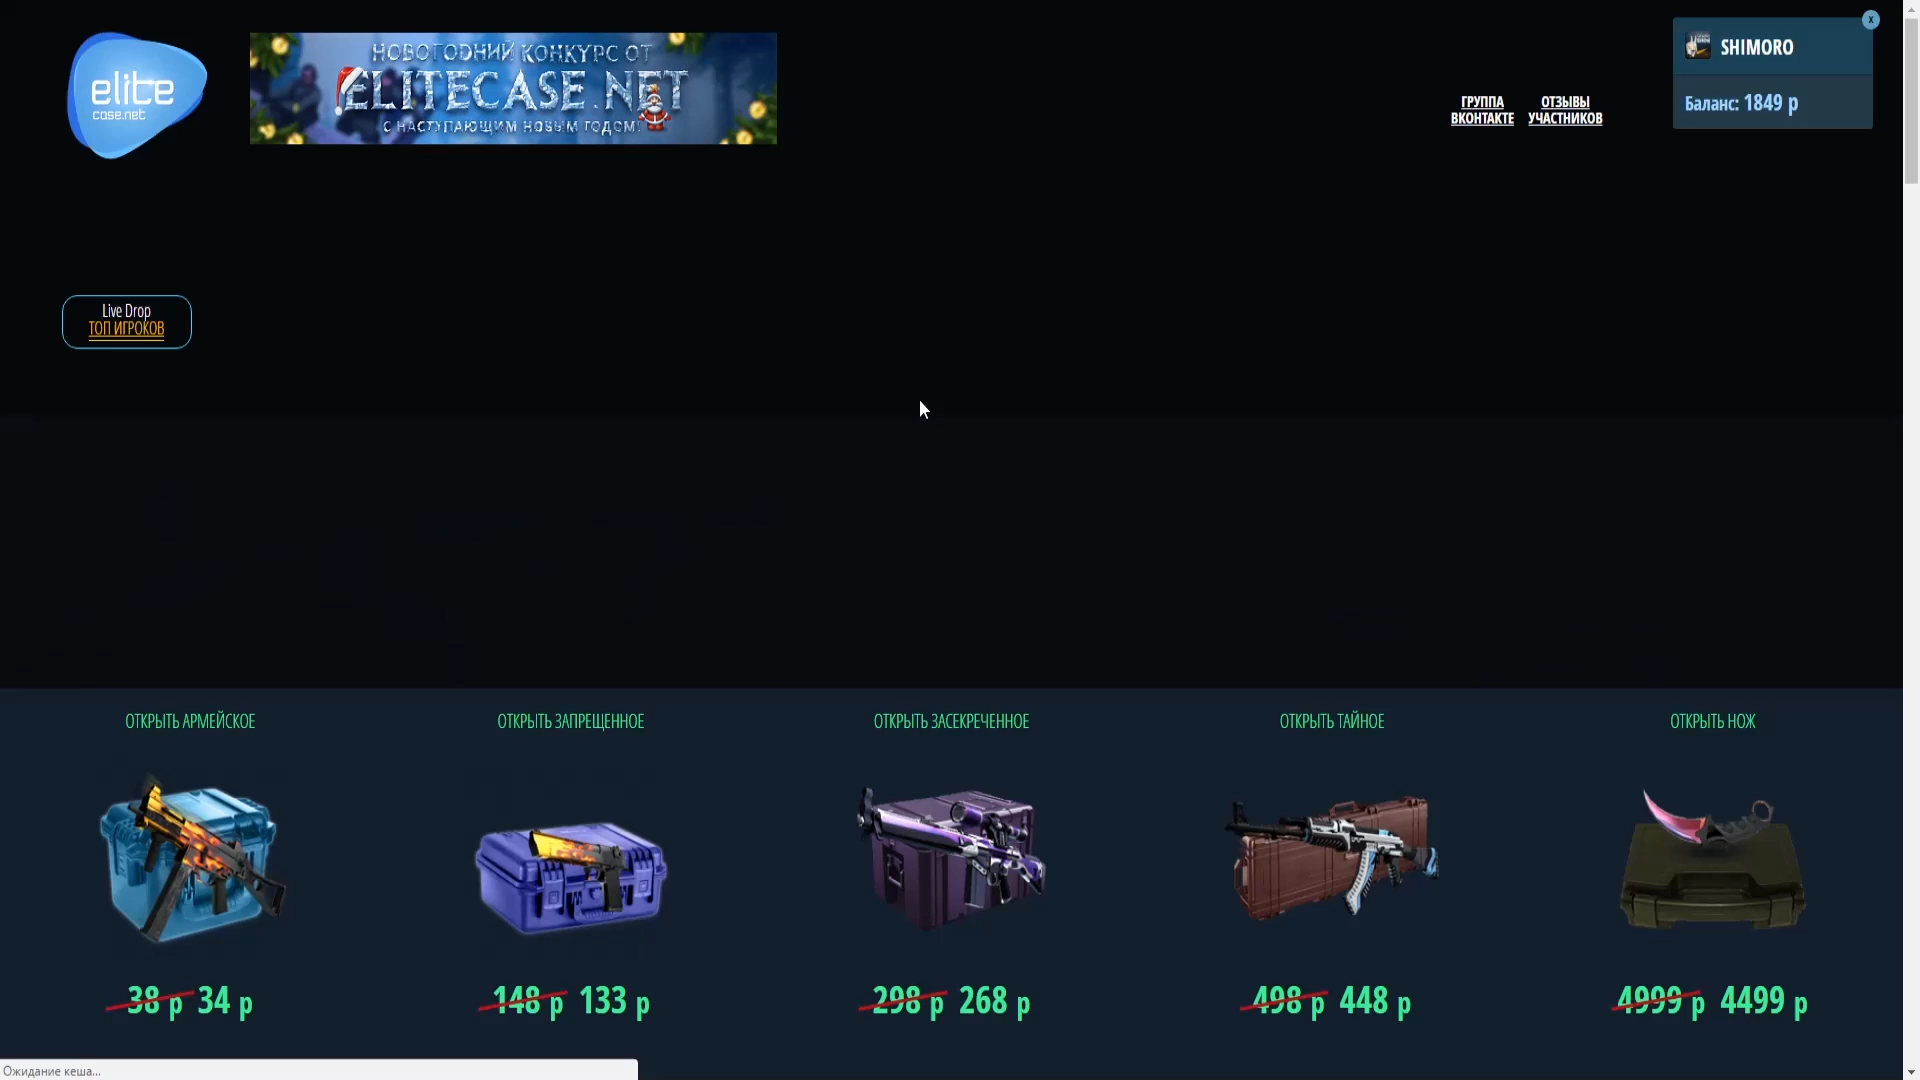 elite
case.net
НОВОГОДНИЙ КОНКУРС ОТ
ELITECASE.NET
С НАСТУПАЮЩИМ НОВЫМ ГОДОМ!
ГРУППА
ВКОНТАКТЕ
ОТЗЫВЫ
УЧАСТНИКОВ
x
SHIMORO
Баланс: 1849 р
Live Drop
ТОП ИГРОКОВ
ОТКРЫТЬ АРМЕЙСКОЕ
ОТКРЫТЬ ЗАПРЕЩЕННОЕ
ОТКРЫТЬ ЗАСЕКРЕЧЕННОЕ
ОТКРЫТЬ ТАЙНОЕ
ОТКРЫТЬ НОЖ
38 р 34 р
148 р 133 р
298 р 268 р
498 р 448 р
4999 р 4499 р
Ожидание кеша...